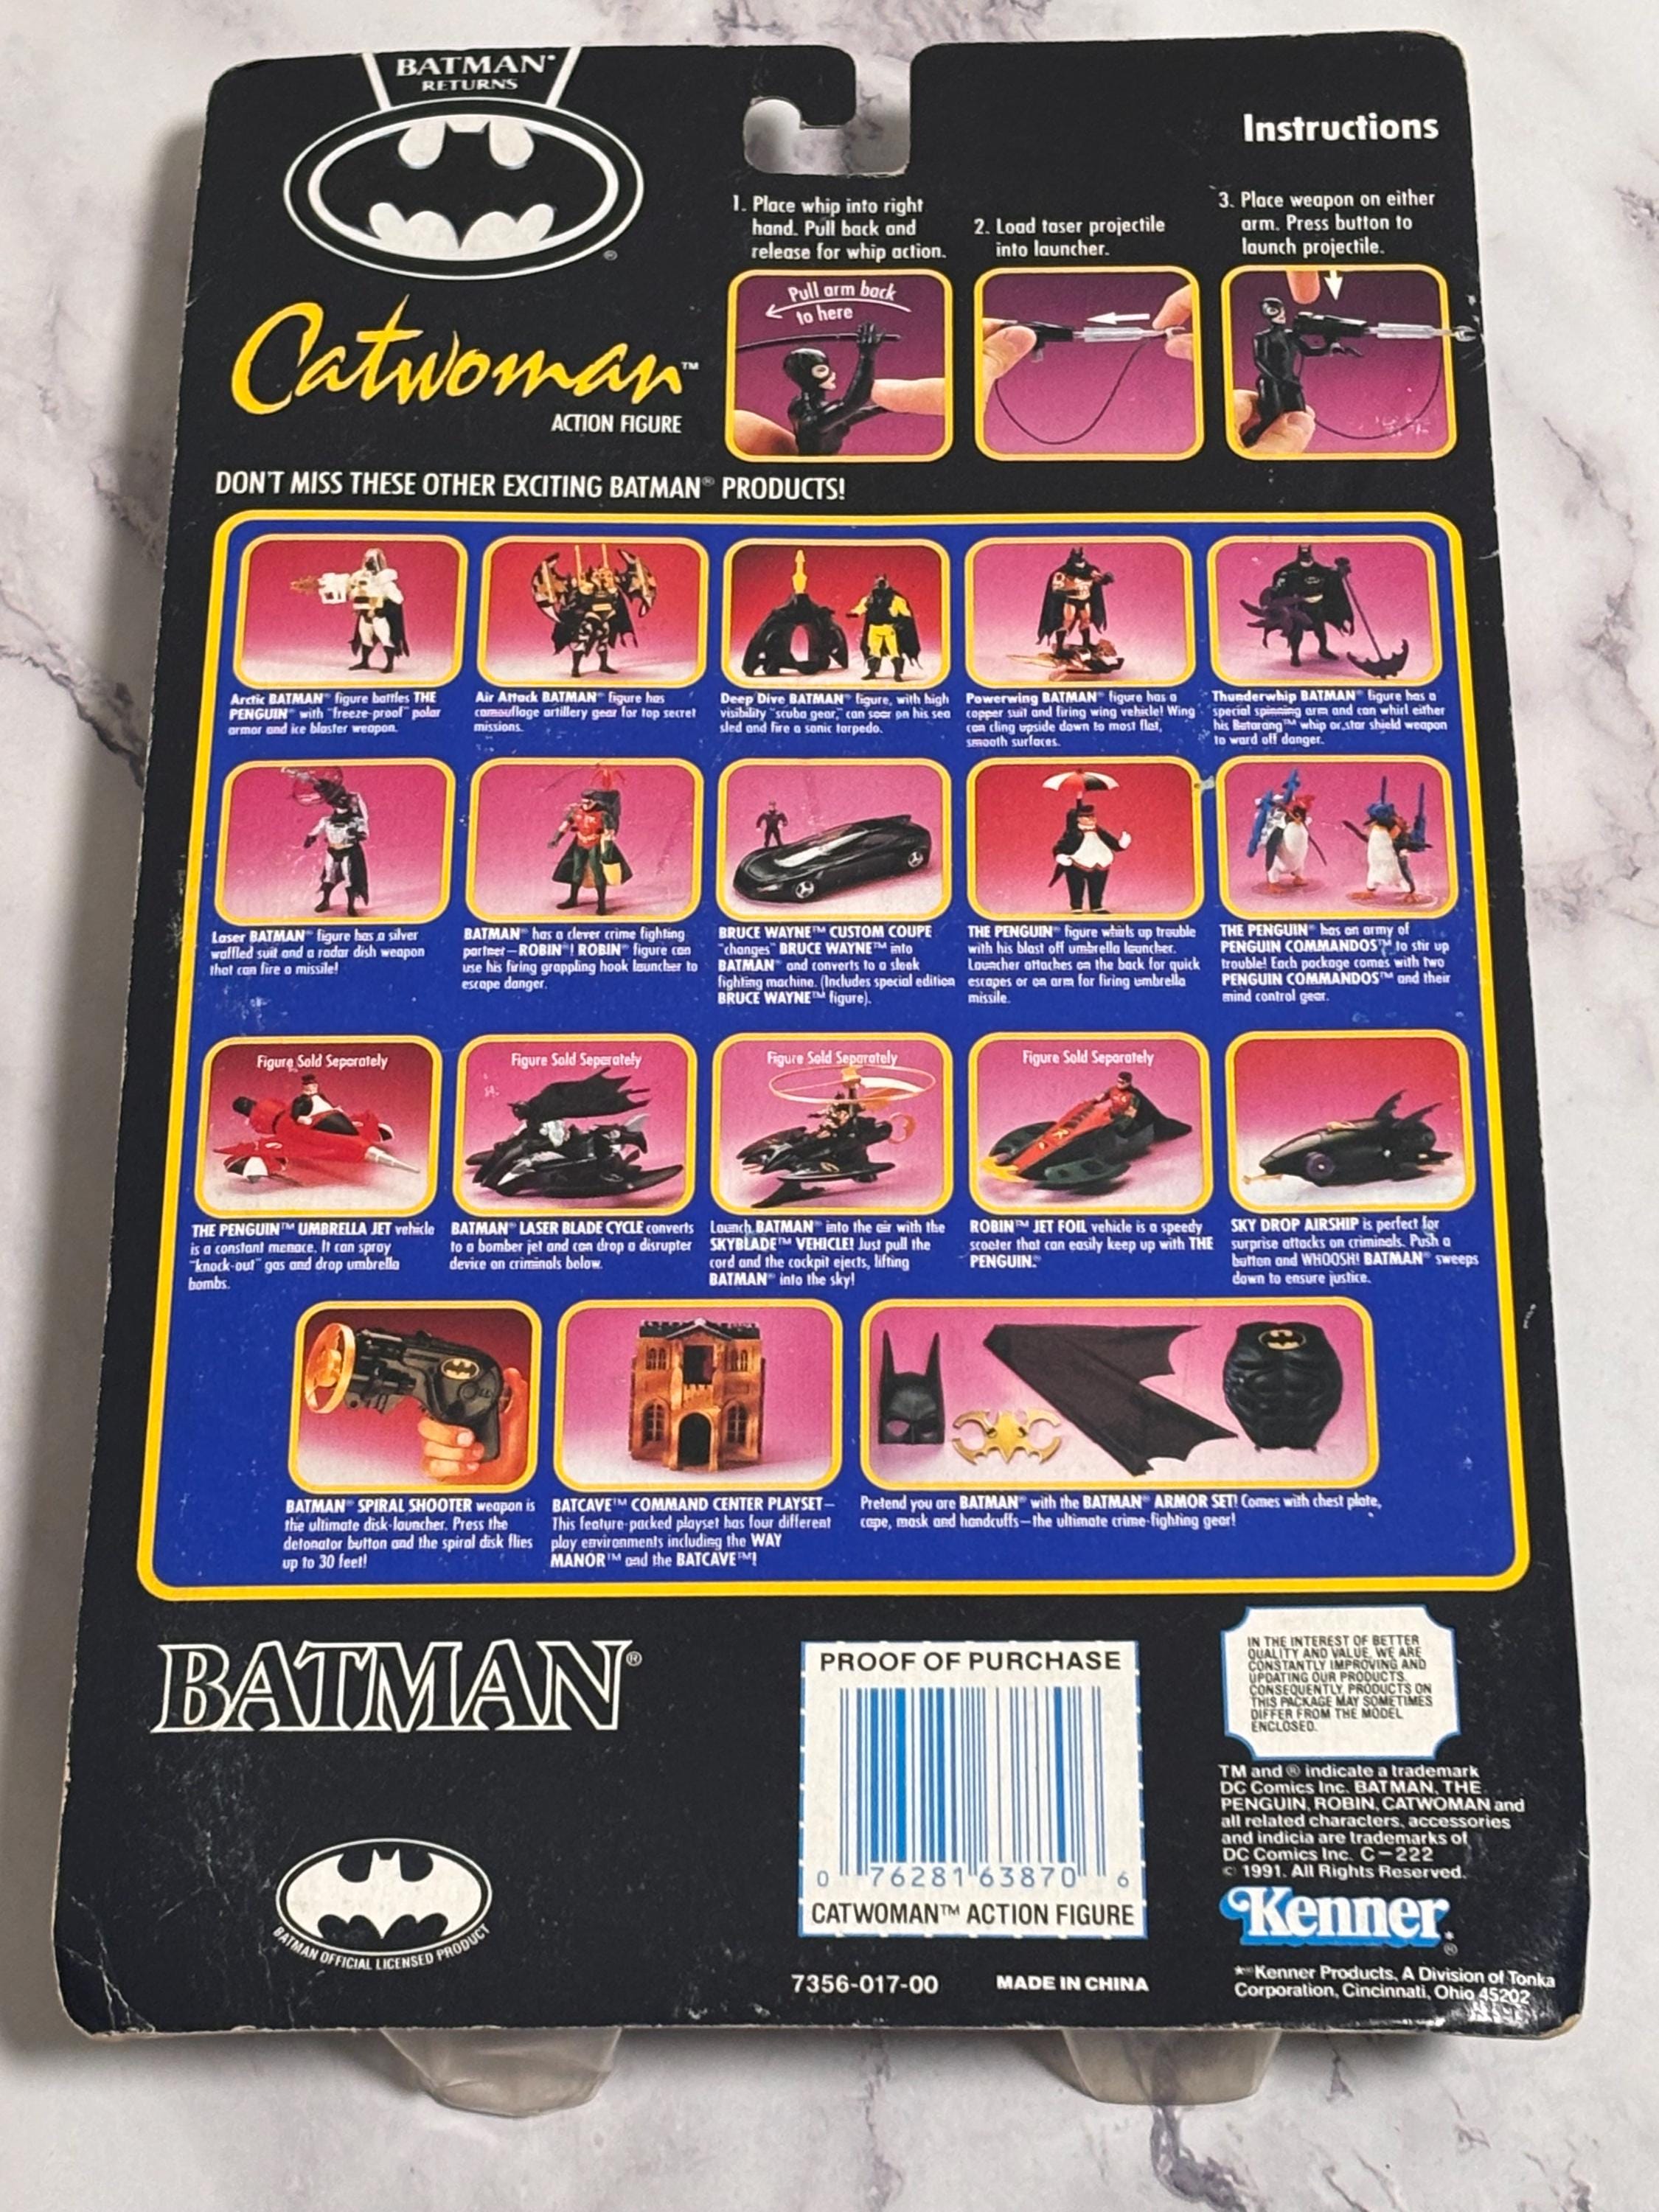 BATMAN*
RETURNS
®
Instructions
Catwoman™
ACTION FIGURE
1. Place whip into right
hand. Pull back and
release for whip action.
Pull arm back
to here
2. Load taser projectile
into launcher.
3. Place weapon on either
arm. Press button to
launch projectile.
DON'T MISS THESE OTHER EXCITING BATMAN® PRODUCTS!
Arctic BATMAN® figure battles THE
PENGUIN® with "freeze-proof" polar
armor and ice blaster weapon.
Air Attack BATMAN® figure has
camouflage artillery gear for top secret
missions.
Deep Dive BATMAN® figure, with high
visibility "scuba gear," can soar on his sea
sled and fire a sonic torpedo.
Powerwing BATMAN® figure has a
copper suit and firing wing vehicle! Wing
can cling upside down to most flat,
smooth surfaces.
Thunderwhip BATMAN® figure has a
special spinning arm and can whirl either
his Batarang™ whip or star shield weapon
to ward off danger.
Laser BATMAN® figure has a silver
waffled suit and a radar dish weapon
that can fire a missile!
BATMAN® has a clever crime fighting
partner—ROBIN®! ROBIN® figure can
use his firing grappling hook launcher to
escape danger.
BRUCE WAYNE™ CUSTOM COUPE
"changes" BRUCE WAYNE™ into
BATMAN® and converts to a sleek
fighting machine. (Includes special edition
BRUCE WAYNE™ figure).
THE PENGUIN® figure whirls up trouble
with his blast off umbrella launcher.
Launcher attaches on the back for quick
escapes or on arm for firing umbrella
missile.
THE PENGUIN® has an army of
PENGUIN COMMANDOS™ to stir up
trouble! Each package comes with two
PENGUIN COMMANDOS™ and their
mind control gear.
Figure Sold Separately
THE PENGUIN™ UMBRELLA JET vehicle
is a constant menace. It can spray
"knock-out" gas and drop umbrella
bombs.
Figure Sold Separately
BATMAN® LASER BLADE CYCLE converts
to a bomber jet and can drop a disrupter
device on criminals below.
Figure Sold Separately
Launch BATMAN® into the air with the
SKYBLADE™ VEHICLE! Just pull the
cord and the cockpit ejects, lifting
BATMAN® into the sky!
Figure Sold Separately
ROBIN™ JET FOIL vehicle is a speedy
scooter that can easily keep up with THE
PENGUIN.®
SKY DROP AIRSHIP is perfect for
surprise attacks on criminals. Push a
button and WHOOSH! BATMAN® sweeps
down to ensure justice.
BATMAN® SPIRAL SHOOTER weapon is
the ultimate disk-launcher. Press the
detonator button and the spiral disk flies
up to 30 feet!
BATCAVE™ COMMAND CENTER PLAYSET—
This feature-packed playset has four different
play environments including the WAY
MANOR™ and the BATCAVE™!
Pretend you are BATMAN® with the BATMAN® ARMOR SET! Comes with chest plate,
cape, mask and handcuffs—the ultimate crime-fighting gear!
BATMAN®
BATMAN OFFICIAL LICENSED PRODUCT
PROOF OF PURCHASE
0 76281 63870 6
CATWOMAN™ ACTION FIGURE
7356-017-00 MADE IN CHINA
IN THE INTEREST OF BETTER
QUALITY AND VALUE, WE ARE
CONSTANTLY IMPROVING AND
UPDATING OUR PRODUCTS.
CONSEQUENTLY, PRODUCTS ON
THIS PACKAGE MAY SOMETIMES
DIFFER FROM THE MODEL
ENCLOSED.
TM and ® indicate a trademark
DC Comics Inc. BATMAN, THE
PENGUIN, ROBIN, CATWOMAN and
all related characters, accessories
and indicia are trademarks of
DC Comics Inc. C-222
© 1991. All Rights Reserved.
Kenner*®
*®Kenner Products, A Division of Tonka
Corporation, Cincinnati, Ohio 45202